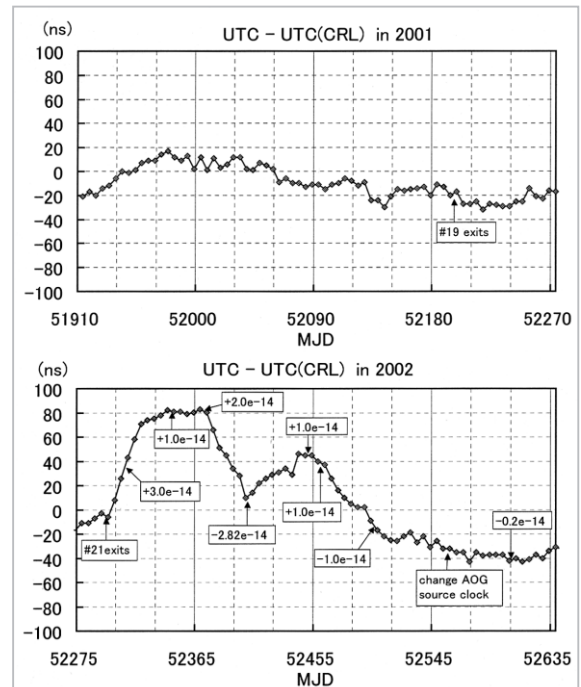 UTC – UTC(CRL) in 2001
(ns)
100
80
60
40
20
0
−20
−40
−60
−80
−100
#19 exits
51910 52000 52090 52180 52270
MJD
UTC – UTC(CRL) in 2002
(ns)
100
80
60
40
20
0
−20
−40
−60
−80
−100
+2.0e-14
+1.0e-14
+1.0e-14
+3.0e-14
+1.0e-14
−2.82e-14
#21exits
−1.0e-14
−0.2e-14
change AOG
source clock
52275 52365 52455 52545 52635
MJD